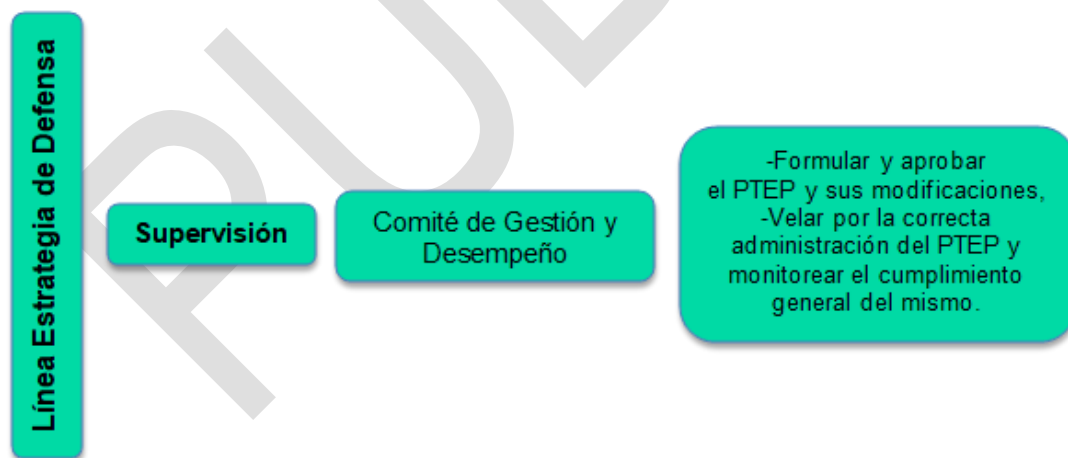 Línea Estrategia de Defensa
Supervisión
Comité de Gestión y
Desempeño
-Formular y aprobar
el PTEP y sus modificaciones,
-Velar por la correcta
administración del PTEP y
monitorear el cumplimiento
general del mismo.